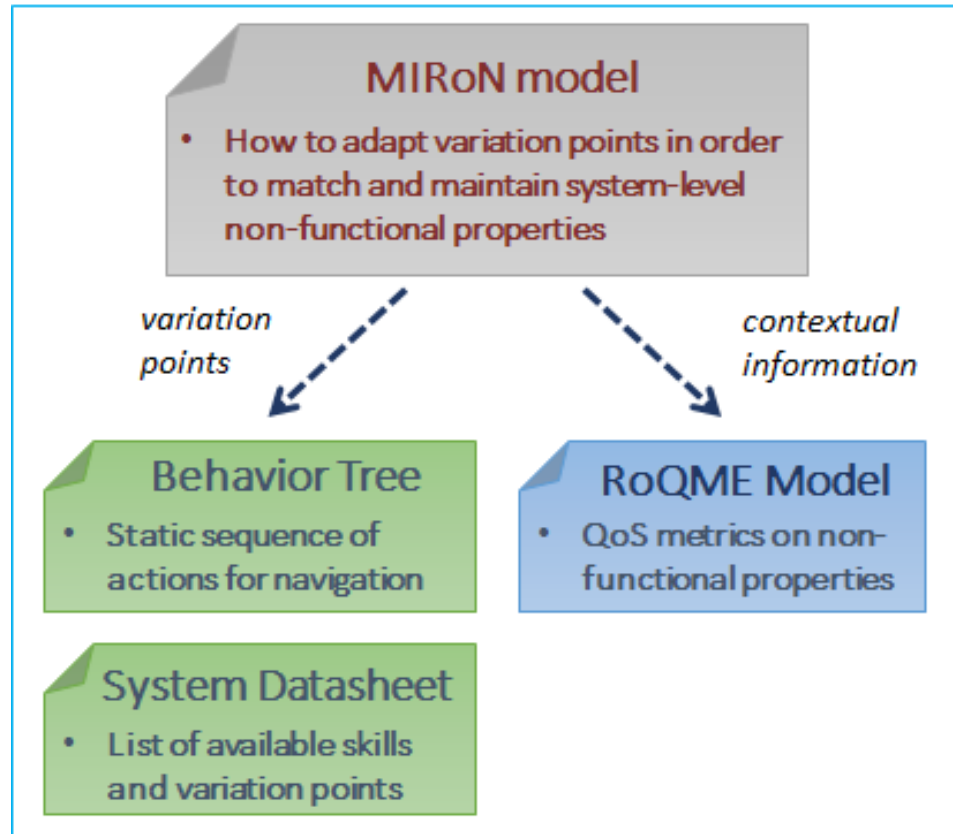 MIRoN model
• How to adapt variation points in order
to match and maintain system-level
non-functional properties
variation
points
contextual
information
Behavior Tree
• Static sequence of
actions for navigation
RoQME Model
• QoS metrics on non-
functional properties
System Datasheet
• List of available skills
and variation points